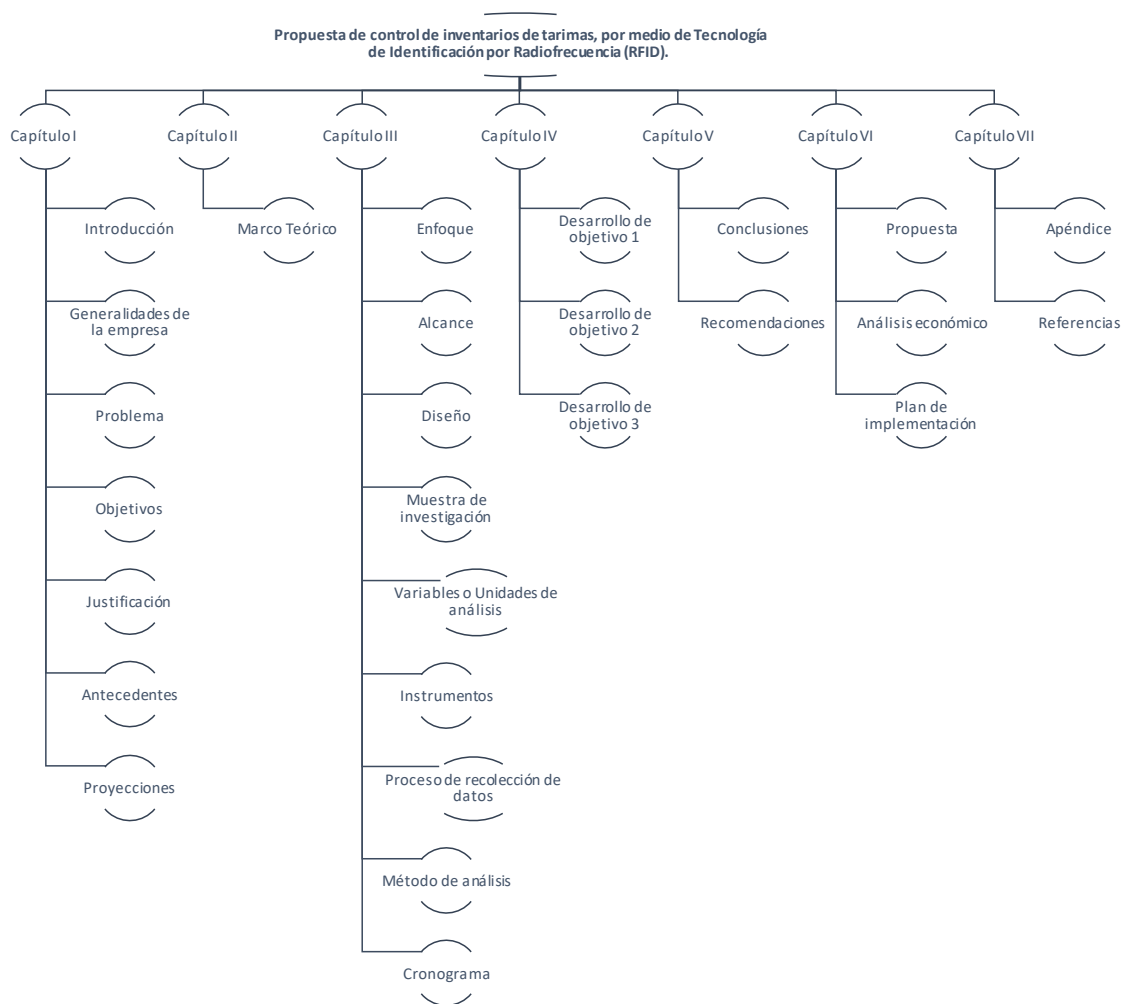 Propuesta de control de inventarios de tarimas, por medio de Tecnología
de Identificación por Radiofrecuencia (RFID).
Capítulo I
Capítulo II
Capítulo III
Capítulo IV
Capítulo V
Capítulo VI
Capítulo VII
Introducción
Generalidades de
la empresa
Problema
Objetivos
Justificación
Antecedentes
Proyecciones
Marco Teórico
Enfoque
Alcance
Diseño
Muestra de
investigación
Variables o Unidades de
análisis
Instrumentos
Proceso de recolección de
datos
Método de análisis
Cronograma
Desarrollo de
objetivo 1
Desarrollo de
objetivo 2
Desarrollo de
objetivo 3
Conclusiones
Recomendaciones
Propuesta
Análisis económico
Plan de
implementación
Apéndice
Referencias